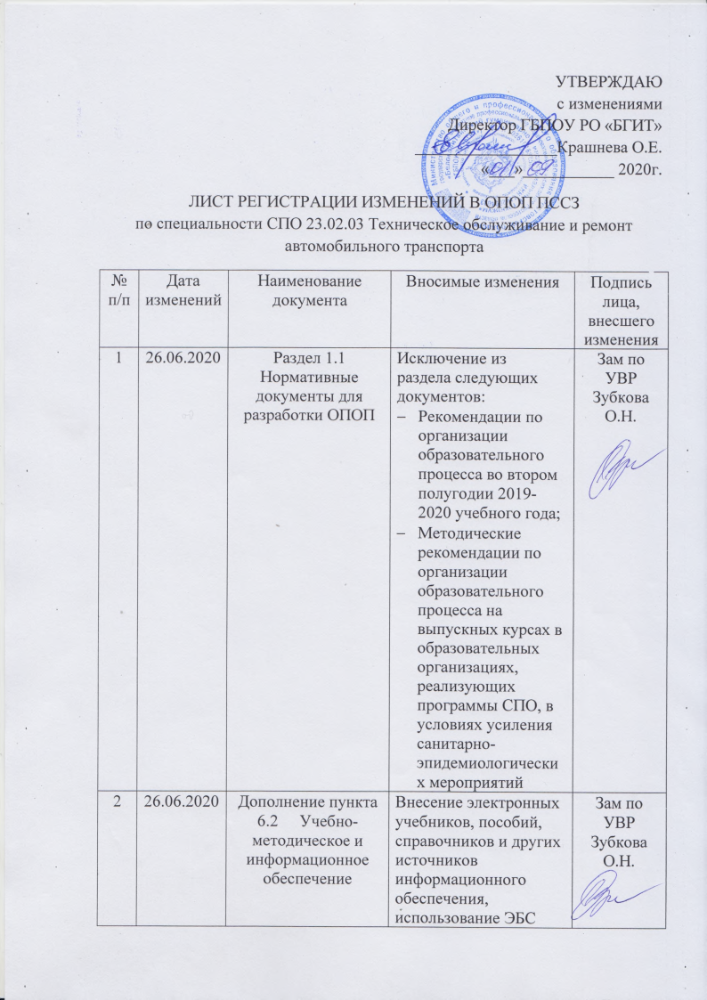 УТВЕРЖДАЮ
с изменениями
Директор ГБПОУ РО «БГИТ»
Крашнева О.Е.
«01» 09 2020г.
ЛИСТ РЕГИСТРАЦИИ ИЗМЕНЕНИЙ В ОПОП ПССЗ
по специальности СПО 23.02.03 Техническое обслуживание и ремонт
автомобильного транспорта
№ п/п
Дата изменений
Наименование документа
Вносимые изменения
Подпись лица, внесшего изменения
1
26.06.2020
Раздел 1.1
Нормативные
документы для
разработки ОПОП
Исключение из
раздела следующих
документов:
– Рекомендации по
организации
образовательного
процесса во втором
полугодии 2019-
2020 учебного года;
– Методические
рекомендации по
организации
образовательного
процесса на
выпускных курсах в
образовательных
организациях,
реализующих
программы СПО, в
условиях усиления
санитарно-
эпидемиологически
х мероприятий
Зам по
УВР
Зубкова
О.Н.
2
26.06.2020
Дополнение пункта
6.2 Учебно-
методическое и
информационное
обеспечение
Внесение электронных
учебников, пособий,
справочников и других
источников
информационного
обеспечения,
использование ЭБС
Зам по
УВР
Зубкова
О.Н.